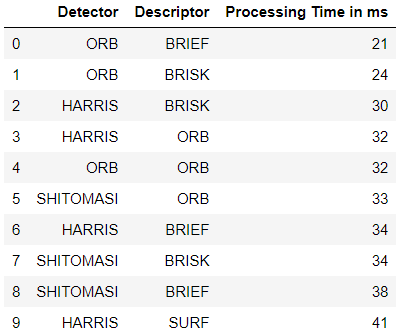 Detector Descriptor Processing Time in ms
0 ORB BRIEF 21
1 ORB BRISK 24
2 HARRIS BRISK 30
3 HARRIS ORB 32
4 ORB ORB 32
5 SHITOMASI ORB 33
6 HARRIS BRIEF 34
7 SHITOMASI BRISK 34
8 SHITOMASI BRIEF 38
9 HARRIS SURF 41